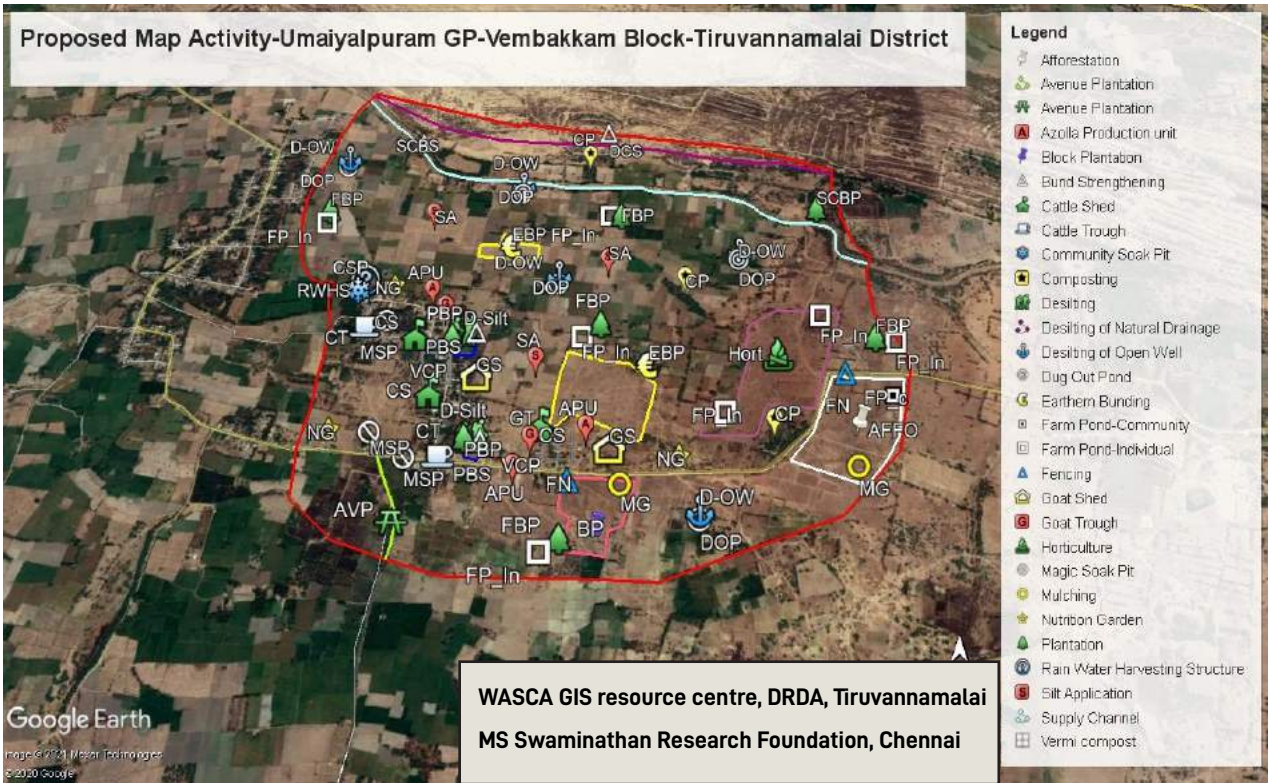 Proposed Map Activity-Umaiyalpuram GP-Vembakkam Block-Tiruvannamalai District
Legend
Afforestation
Avenue Plantation
Avenue Plantation
A Azolla Production unit
Block Plantation
Bund Strengthening
Cattle Shed
Cattle Trough
Community Soak Pit
Composting
Desilting
Desilting of Natural Drainage
Desilting of Open Well
Dug Out Pond
Earthern Bunding
Farm Pond-Community
Farm Pond-Individual
Fencing
Goat Shed
G Goat Trough
Horticulture
Magic Soak Pit
Mulching
Nutrition Garden
Plantation
Rain Water Harvesting Structure
S Silt Application
Supply Channel
Vermi compost
D-OW
SCBS
D-OW
CP
DCS
DOP
FBP
DOP
SCBP
FP_In
SA
FBP
EBP FP_In
SA
D-OW
D-OW
DOP
CP
DOP
CSP
RWHS
NG
APU
A
FBP
PBP
D-Silt
CT
CS
MSP
PBS
SA
S
FP_In
EBP
Hort
FP_In
FBP
FP_In
VCP
GS
CS
D-Silt
GT
APU
A
FP_In
CP
FN
FP_c
AFFO
NG
MSP
CT
PBP
G
CS
GS
NG
MSP
PBS
VCP
APU
FN
MG
MG
AVP
FBP
BP
D-OW
DOP
FP_In
WASCA GIS resource centre, DRDA, Tiruvannamalai
MS Swaminathan Research Foundation, Chennai
Google Earth
Image © 2021 Maxar Technologies
© 2020 Google